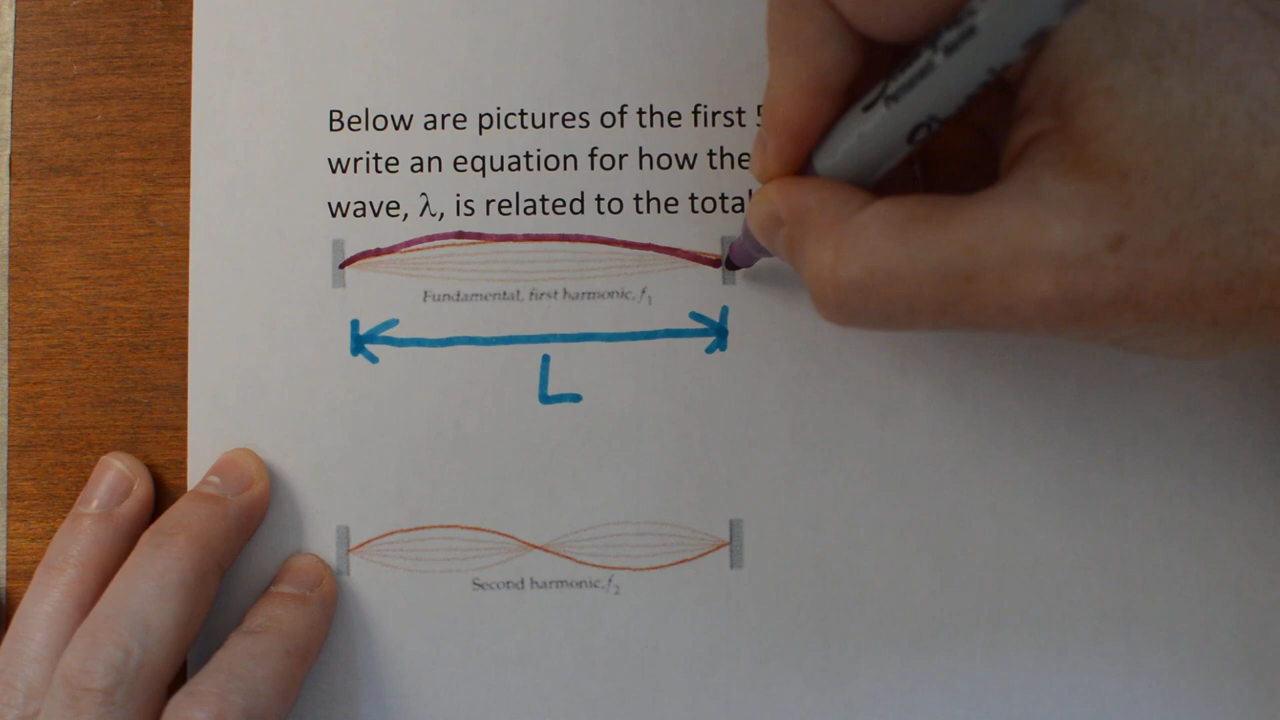 Below are pictures of the first
write an equation for how the
wave, λ, is related to the total
Fundamental, first harmonic, f₁
L
Second harmonic, f₂